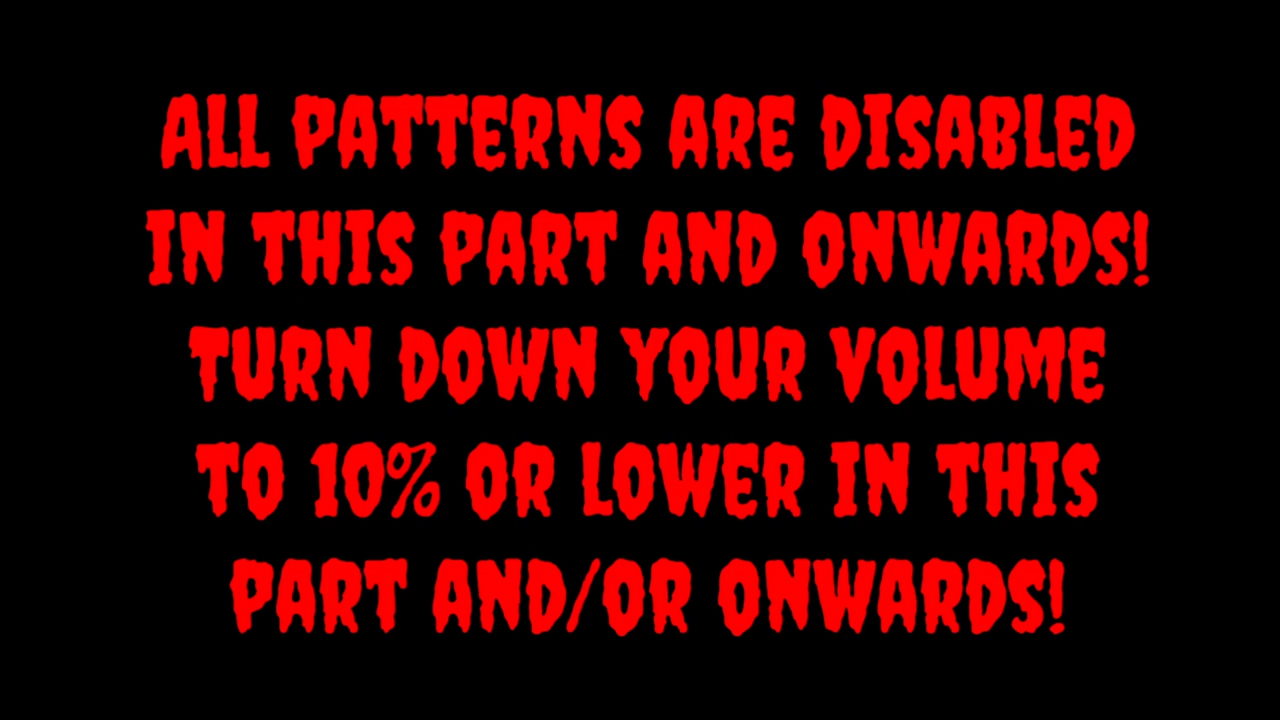 ALL PATTERNS ARE DISABLED
IN THIS PART AND ONWARDS!
TURN DOWN YOUR VOLUME
TO 10% OR LOWER IN THIS
PART AND/OR ONWARDS!